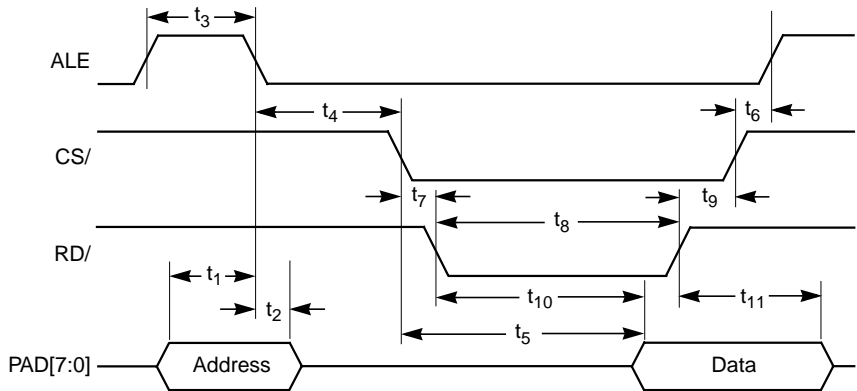 t3
ALE
t4
t6
CS/
t7
t9
t8
RD/
t1
t10
t11
t2
t5
PAD[7:0]
Address
Data